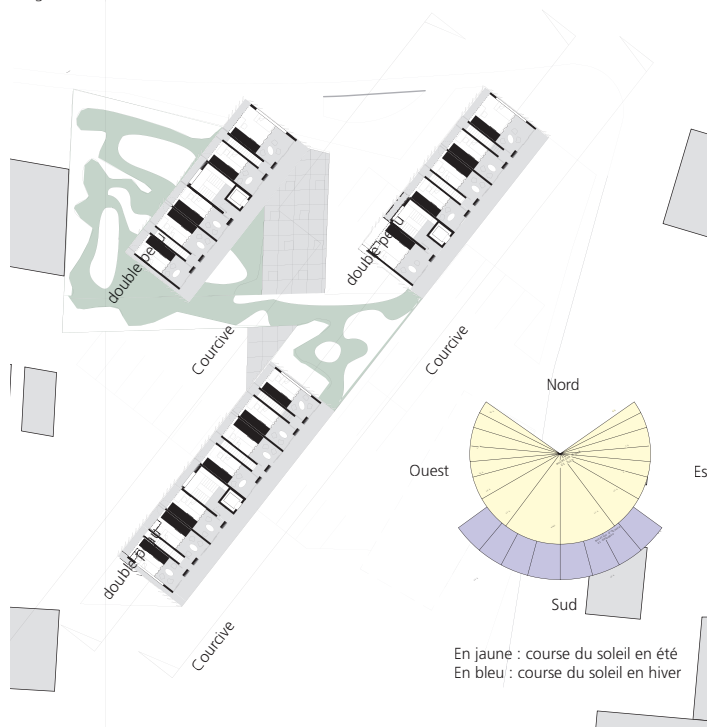 double peau
double peau
Courcive
Courcive
Nord
Ouest
Es
double peau
Sud
Courcive
En jaune : course du soleil en été
En bleu : course du soleil en hiver